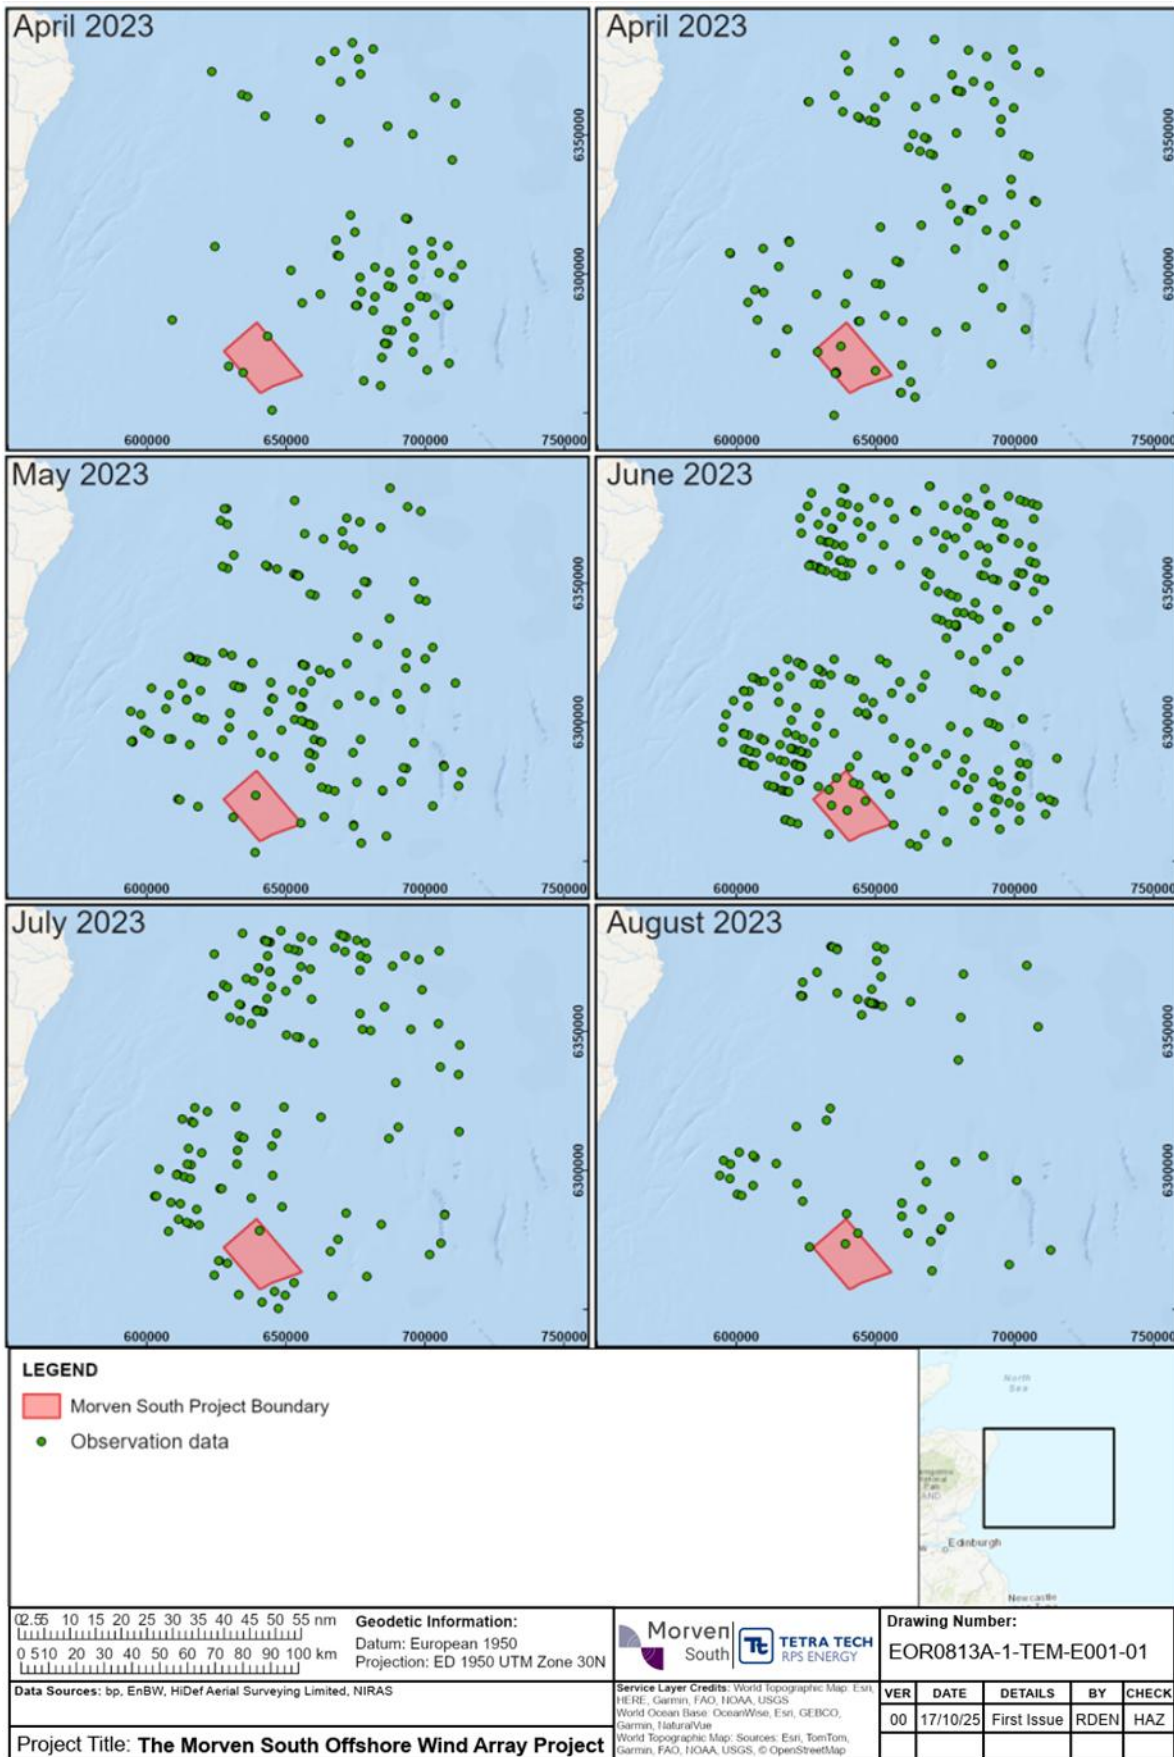 April 2023
April 2023
6350000
6350000
6300000
6300000
600000 650000 700000 750000
600000 650000 700000 750000
May 2023
June 2023
6350000
6350000
6300000
6300000
600000 650000 700000 750000
600000 650000 700000 750000
July 2023
August 2023
6350000
6350000
6300000
6300000
600000 650000 700000 750000
600000 650000 700000 750000
LEGEND
Morven South Project Boundary
Observation data
North
Sea
Edinburgh
Newcastle
0 2.5 5 10 15 20 25 30 35 40 45 50 55 nm
0 5 10 20 30 40 50 60 70 80 90 100 km
Geodetic Information:
Datum: European 1950
Projection: ED 1950 UTM Zone 30N
Morven
South
Tt
TETRA TECH
RPS ENERGY
Drawing Number:
EOR0813A-1-TEM-E001-01
Data Sources: bp, EnBW, HiDef Aerial Surveying Limited, NIRAS
Service Layer Credits: World Topographic Map: Esri,
HERE, Garmin, FAO, NOAA, USGS
World Ocean Base: OceanWise, Esri, GEBCO,
Garmin, NaturalVue
World Topographic Map: Sources: Esri, TomTom,
Garmin, FAO, NOAA, USGS, © OpenStreetMap
VER DATE DETAILS BY CHECK
00 17/10/25 First Issue RDEN HAZ
Project Title: The Morven South Offshore Wind Array Project